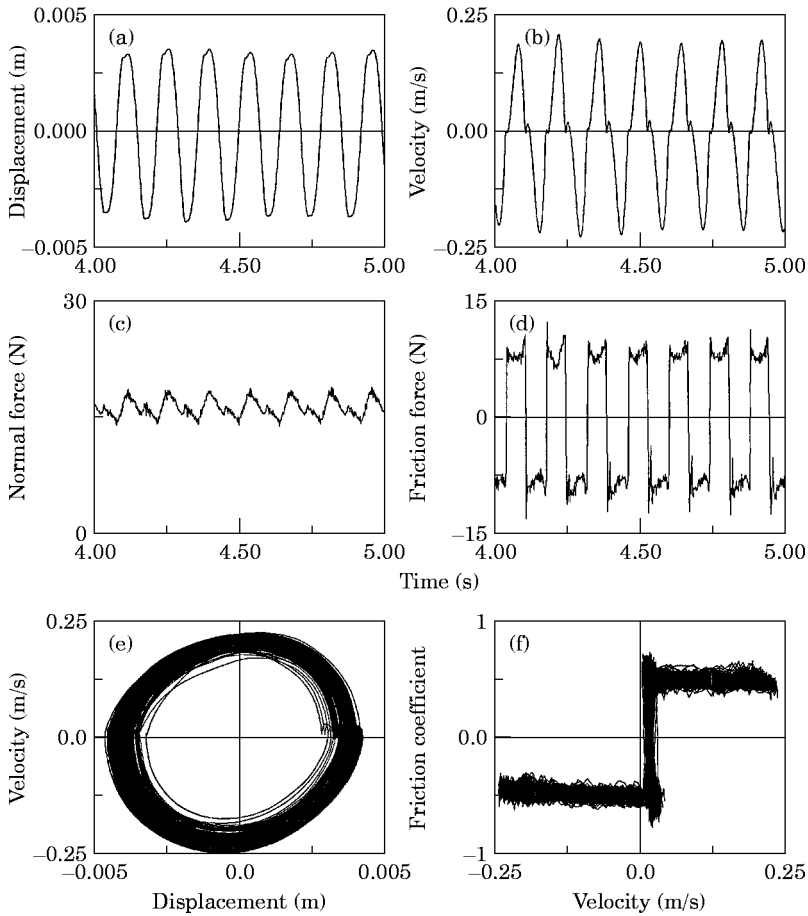 0.005
(a)
Displacement (m)
0.000
−0.005
4.00
4.50
5.00
0.25
(b)
Velocity (m/s)
0.00
−0.25
4.00
4.50
5.00
30
(c)
Normal force (N)
0
4.00
4.50
5.00
15
(d)
Friction force (N)
0
−15
4.00
4.50
5.00
Time (s)
0.25
(e)
Velocity (m/s)
0.0
−0.25
−0.005
0.0
0.005
Displacement (m)
1
(f)
Friction coefficient
0
−1
−0.25
0.0
0.25
Velocity (m/s)